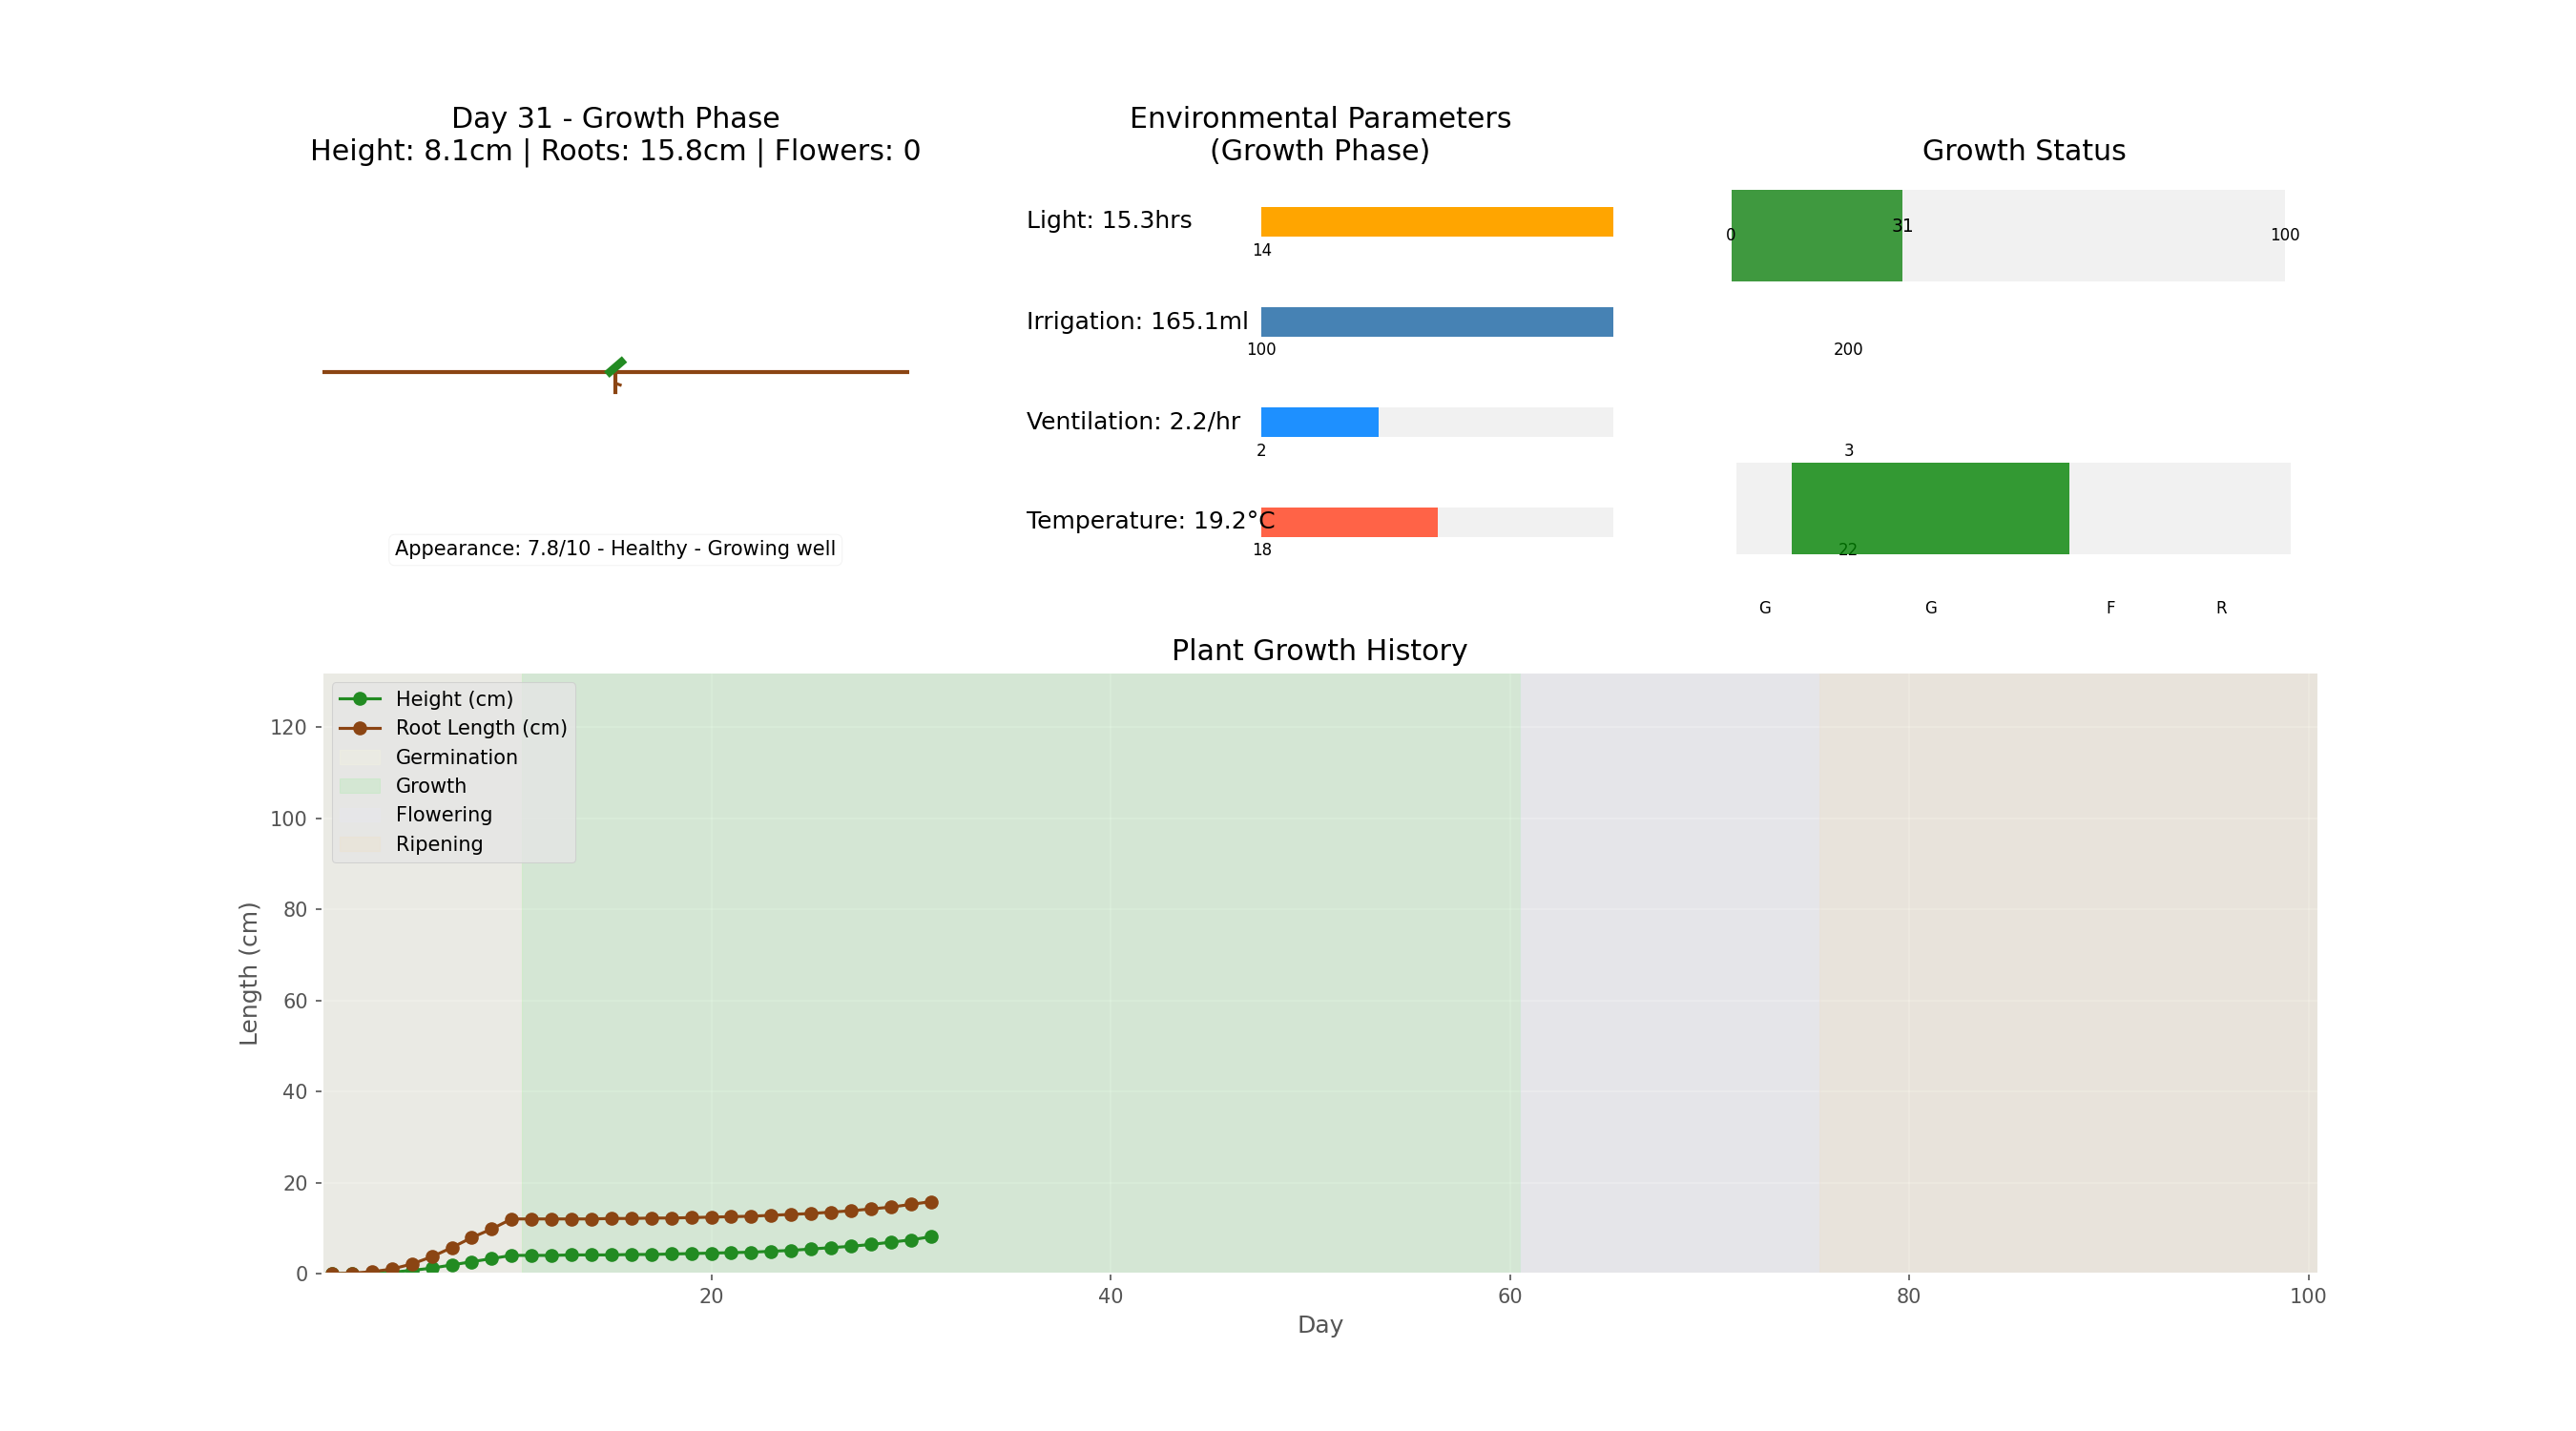 Day 31 - Growth Phase
Height: 8.1cm | Roots: 15.8cm | Flowers: 0
Appearance: 7.8/10 - Healthy - Growing well
Environmental Parameters
(Growth Phase)
Light: 15.3hrs
14
Irrigation: 165.1ml
100
200
Ventilation: 2.2/hr
2
3
Temperature: 19.2°C
18
22
Growth Status
0
31
100
G
G
F
R
Plant Growth History
Height (cm)
Root Length (cm)
Germination
Growth
Flowering
Ripening
Length (cm)
120
100
80
60
40
20
0
20
40
60
80
100
Day